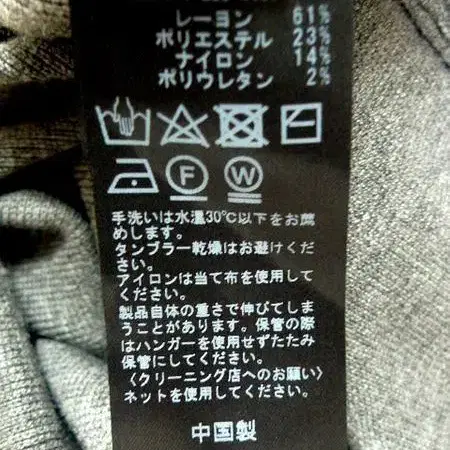 レーヨン 61%
ポリエステル 23%
ナイロン 14%
ポリウレタン 2%
F W
手洗いは水温30℃以下をお薦
めします。
タンブラー乾燥はお避けくだ
さい。
アイロンは当て布を使用して
ください。
製品自体の重さで伸びてしま
うことがあります。保管の際
はハンガーを使用せずたたみ
保管にしてください。
〈クリーニング店へのお願い〉
ネットを使用してください。
中国製